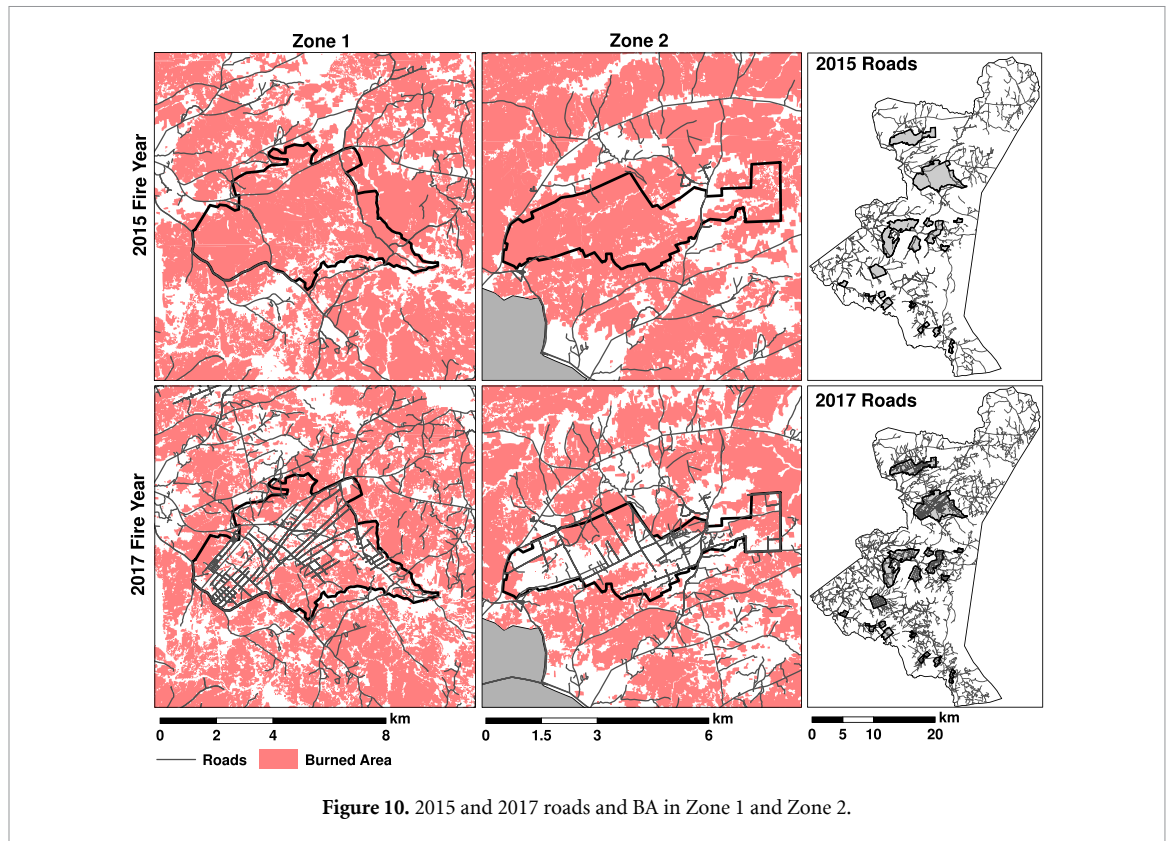 Zone 1
Zone 2
2015 Fire Year
2015 Roads
2017 Fire Year
2017 Roads
0 2 4 8 km
0 1.5 3 6 km
0 5 10 20 km
Roads Burned Area
Figure 10. 2015 and 2017 roads and BA in Zone 1 and Zone 2.